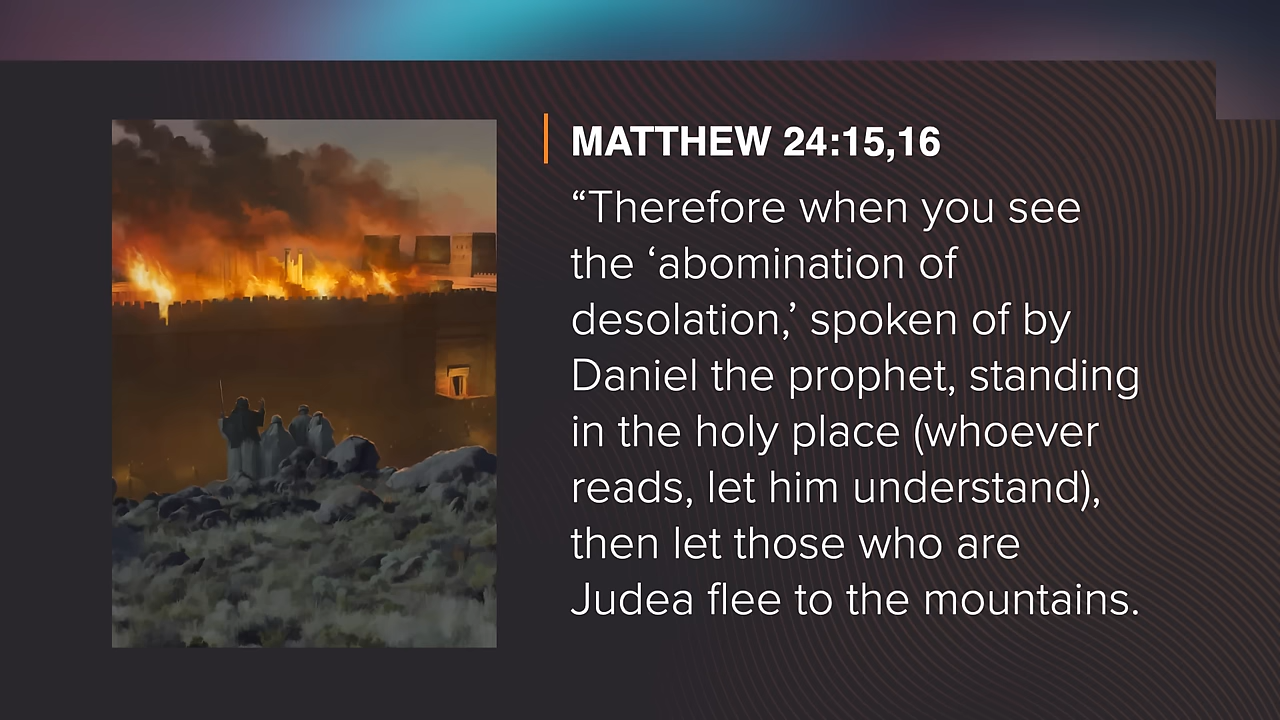 MATTHEW 24:15,16
“Therefore when you see
the ‘abomination of
desolation,’ spoken of by
Daniel the prophet, standing
in the holy place (whoever
reads, let him understand),
then let those who are
Judea flee to the mountains.